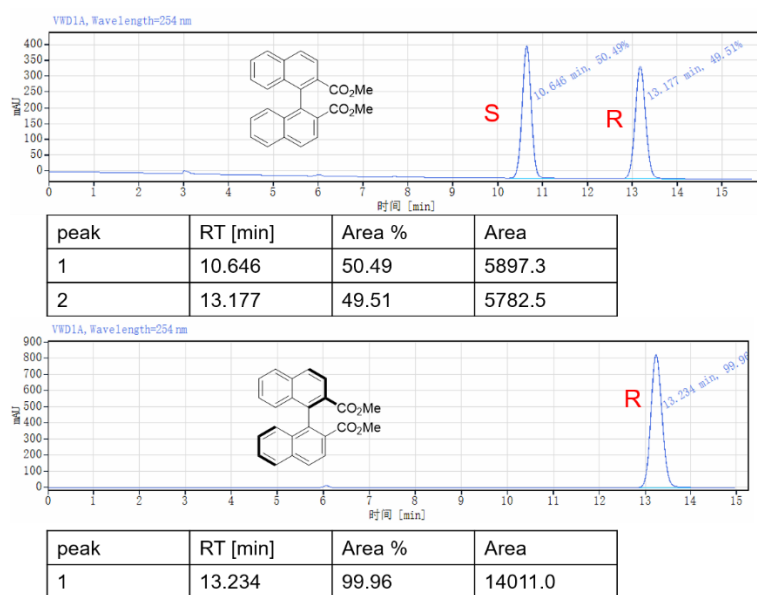 VWD1A, Wavelength=254 nm
mAU
400
350
300
250
200
150
100
50
0
CO₂Me
CO₂Me
S
10.646 min, 50.49%
R
13.177 min, 49.51%
0 1 2 3 4 5 6 7 8 9 10 11 12 13 14 15
时间 [min]
peak RT [min] Area % Area
1 10.646 50.49 5897.3
2 13.177 49.51 5782.5
VWD1A, Wavelength=254 nm
mAU
900
800
700
600
500
400
300
200
100
0
CO₂Me
CO₂Me
R
13.234 min, 99.96
0 1 2 3 4 5 6 7 8 9 10 11 12 13 14 15
时间 [min]
peak RT [min] Area % Area
1 13.234 99.96 14011.0